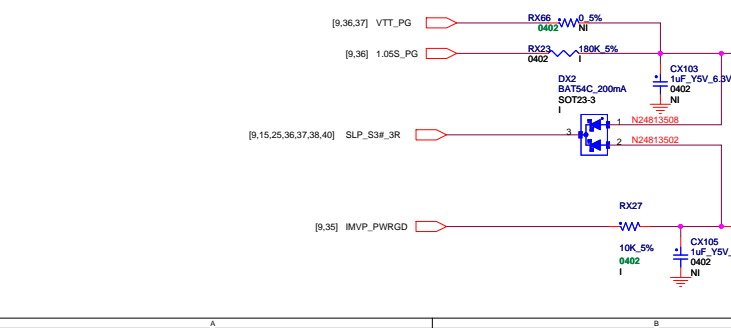 [9,36,37] VTT_PG RX66 0_5%
0402 NI
[9,36] 1.05S_PG RX23 180K_5%
0402 I
CX103
1uF_Y5V_6.3V
0402
NI
DX2
BAT54C_200mA
SOT23-3
I
1 N24813508
[9,15,25,36,37,38,40] SLP_S3#_3R 3
2 N24813502
RX27
[9,35] IMVP_PWRGD
10K_5%
0402
I
CX105
1uF_Y5V_
0402
NI
A B